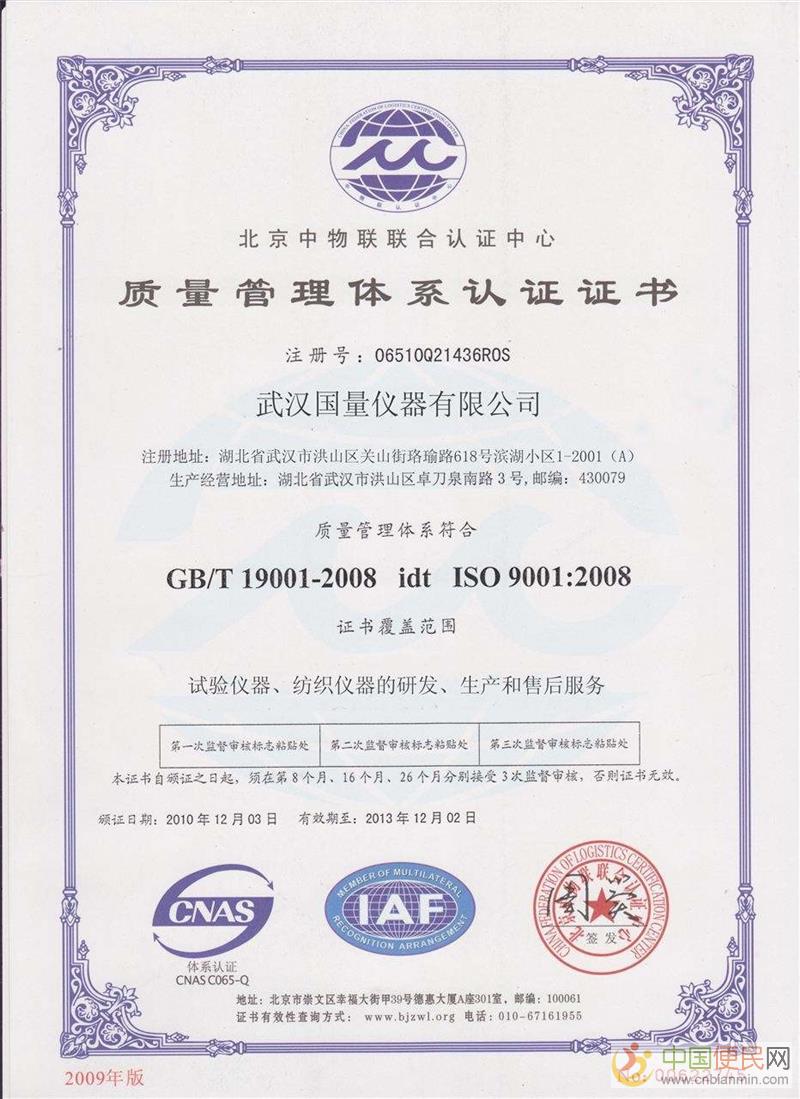 CHINA FEDERATION OF LOGISTICS CERTIFICATION CENTER
中物联认证中心
北京中物联联合认证中心
质量管理体系认证证书
注册号：06510Q21436R0S
武汉国量仪器有限公司
注册地址：湖北省武汉市洪山区关山街珞瑜路618号滨湖小区1-2001（A）
生产经营地址：湖北省武汉市洪山区卓刀泉南路3号,邮编：430079
质量管理体系符合
GB/T 19001-2008 idt ISO 9001:2008
证书覆盖范围
试验仪器、纺织仪器的研发、生产和售后服务
第一次监督审核标志粘贴处 第二次监督审核标志粘贴处 第三次监督审核标志粘贴处
本证书自颁证之日起，须在第8个月、16个月、26个月分别接受3次监督审核，否则证书无效。
颁证日期：2010年12月03日 有效期至：2013年12月02日
CNAS
体系认证
CNAS C065-Q
MEMBER OF MULTILATERAL
IAF
RECOGNITION ARRANGEMENT
CHINA FEDERATION OF LOGISTICS CERTIFICATION CENTER
签发
地址：北京市崇文区幸福大街甲39号德惠大厦A座301室，邮编：100061
证书有效性查询方式：www.bjzwl.org 电话：010-67161955
2009年版
中国便民网
www.cnbianmin.com